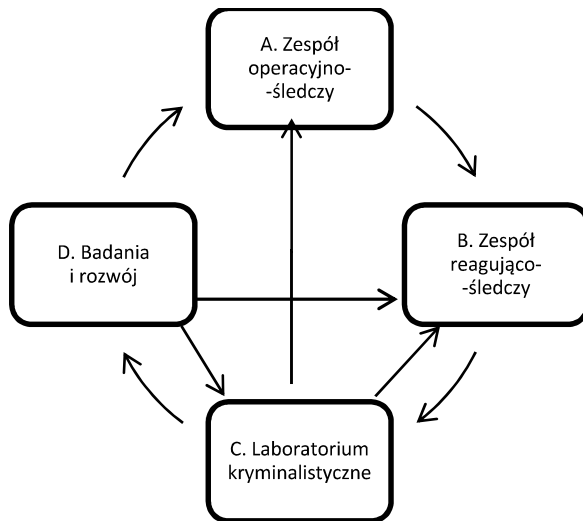 A. Zespół
operacyjno-
-śledczy
D. Badania
i rozwój
B. Zespół
reagująco-
-śledczy
C. Laboratorium
kryminalistyczne